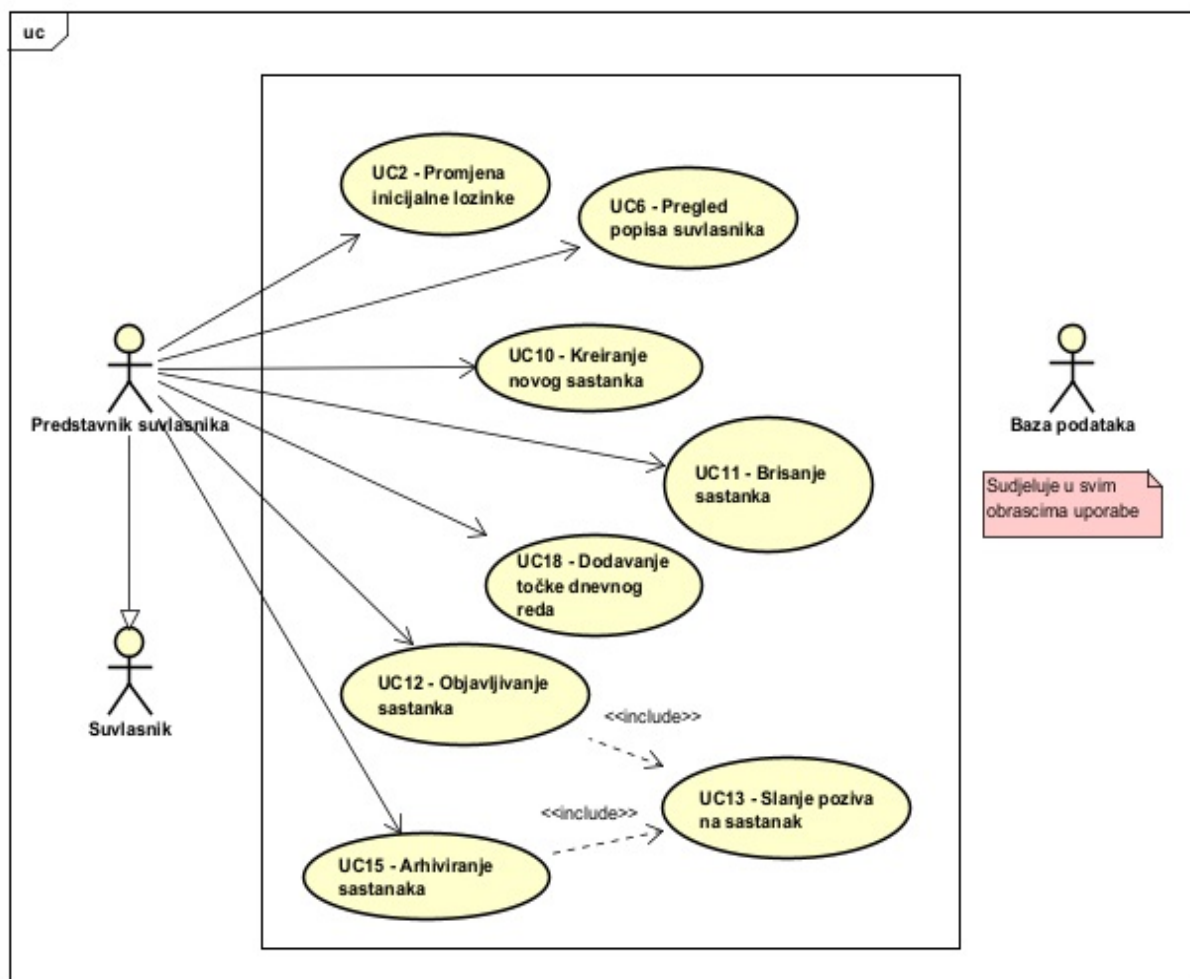 uc
UC2 - Promjena
inicijalne lozinke
UC6 - Pregled
popisa suvlasnika
UC10 - Kreiranje
novog sastanka
Predstavnik suvlasnika
Baza podataka
UC11 - Brisanje
sastanka
Sudjeluje u svim
obrascima uporabe
UC18 - Dodavanje
točke dnevnog
reda
UC12 - Objavljivanje
sastanka
Suvlasnik
<<include>>
UC13 - Slanje poziva
na sastanak
<<include>>
UC15 - Arhiviranje
sastanaka